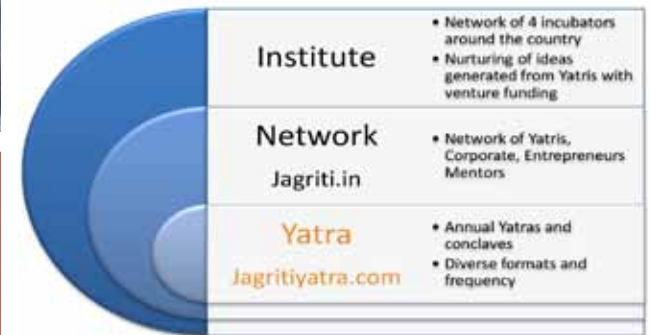 Institute
• Network of 4 incubators
around the country
• Nurturing of ideas
generated from Yatris with
venture funding
Network
Jagriti.in
• Network of Yatris,
Corporate, Entrepreneurs
Mentors
Yatra
Jagritiyatra.com
• Annual Yatras and
conclaves
• Diverse formats and
frequency